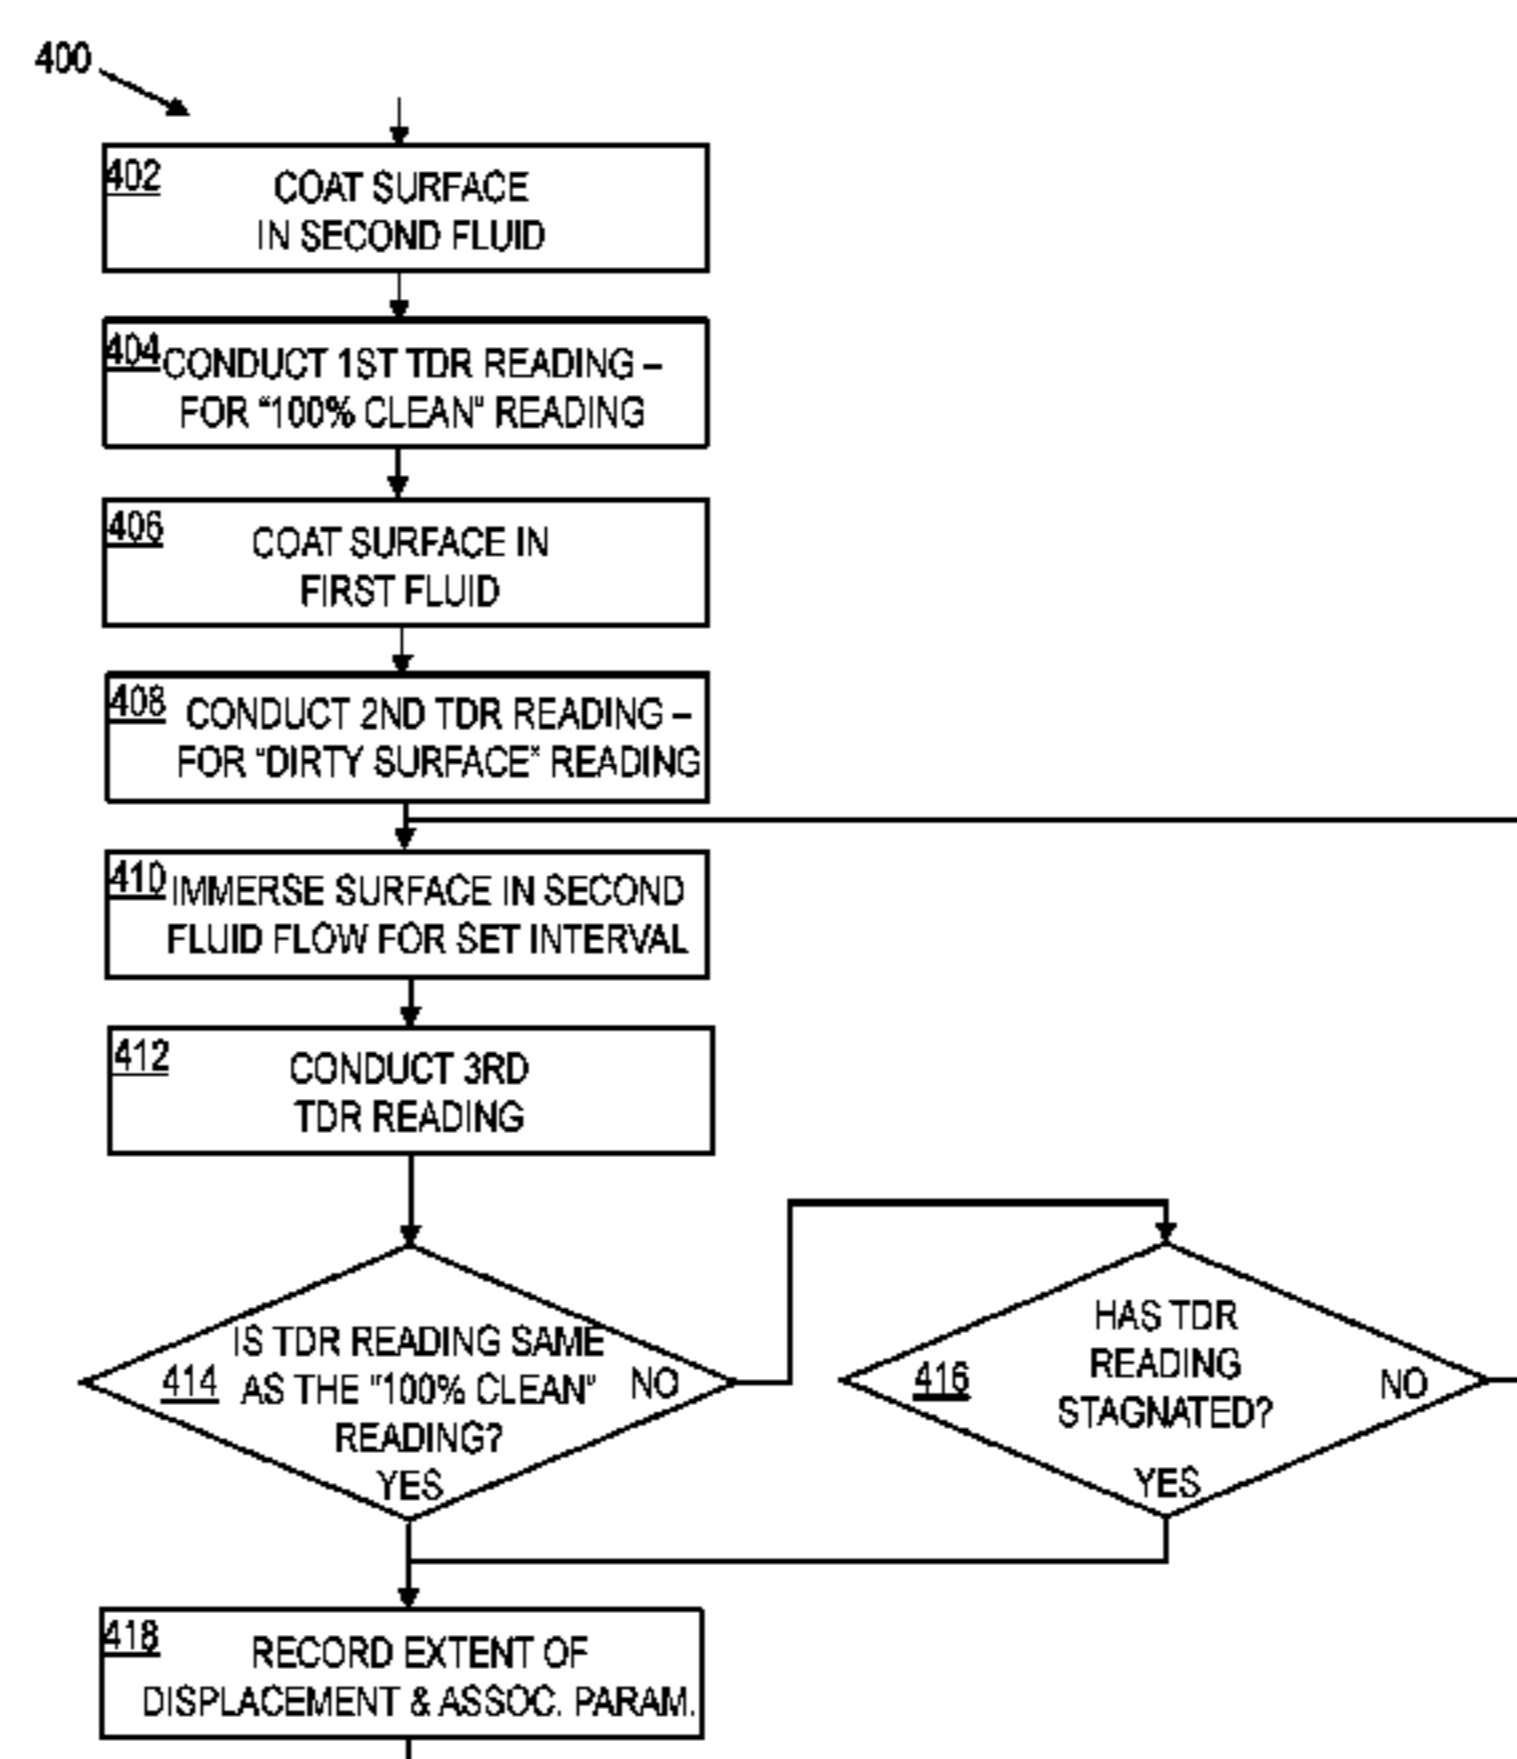 400
402
COAT SURFACE
IN SECOND FLUID
404
CONDUCT 1ST TDR READING –
FOR “100% CLEAN” READING
406
COAT SURFACE IN
FIRST FLUID
408
CONDUCT 2ND TDR READING –
FOR “DIRTY SURFACE” READING
410
IMMERSE SURFACE IN SECOND
FLUID FLOW FOR SET INTERVAL
412
CONDUCT 3RD
TDR READING
414
IS TDR READING SAME
AS THE “100% CLEAN”
READING?
NO
YES
416
HAS TDR
READING
STAGNATED?
NO
YES
418
RECORD EXTENT OF
DISPLACEMENT & ASSOC. PARAM.